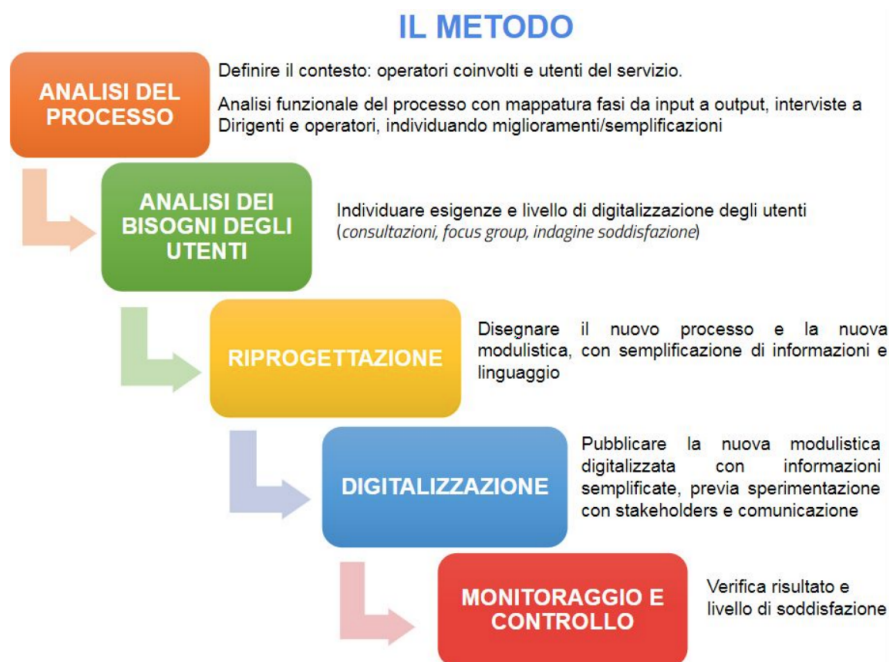 IL METODO
ANALISI DEL
PROCESSO
Definire il contesto: operatori coinvolti e utenti del servizio.
Analisi funzionale del processo con mappatura fasi da input a output, interviste a
Dirigenti e operatori, individuando miglioramenti/semplificazioni
ANALISI DEI
BISOGNI DEGLI
UTENTI
Individuare esigenze e livello di digitalizzazione degli utenti
(consultazioni, focus group, indagine soddisfazione)
RIPROGETTAZIONE
Disegnare il nuovo processo e la nuova
modulistica, con semplificazione di informazioni e
linguaggio
DIGITALIZZAZIONE
Pubblicare la nuova modulistica
digitalizzata con informazioni
semplificate, previa sperimentazione
con stakeholders e comunicazione
MONITORAGGIO E
CONTROLLO
Verifica risultato e
livello di soddisfazione